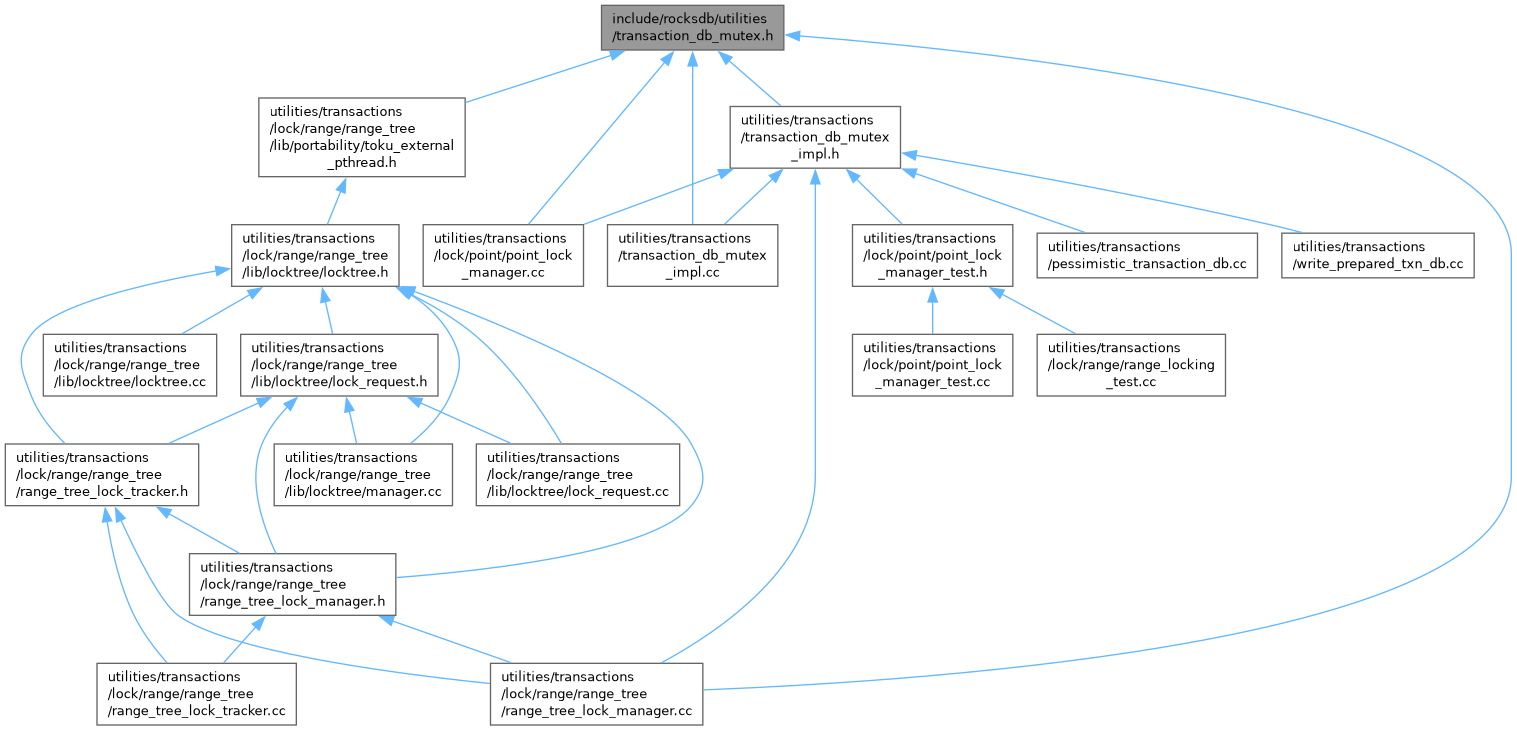 include/rocksdb/utilities
/transaction_db_mutex.h
utilities/transactions
/lock/range/range_tree
/lib/portability/toku_external
_pthread.h
utilities/transactions
/transaction_db_mutex
_impl.h
utilities/transactions
/lock/range/range_tree
/lib/locktree/locktree.h
utilities/transactions
/lock/point/point_lock
_manager.cc
utilities/transactions
/transaction_db_mutex
_impl.cc
utilities/transactions
/lock/point/point_lock
_manager_test.h
utilities/transactions
/pessimistic_transaction_db.cc
utilities/transactions
/write_prepared_txn_db.cc
utilities/transactions
/lock/range/range_tree
/lib/locktree/locktree.cc
utilities/transactions
/lock/range/range_tree
/lib/locktree/lock_request.h
utilities/transactions
/lock/point/point_lock
_manager_test.cc
utilities/transactions
/lock/range/range_locking
_test.cc
utilities/transactions
/lock/range/range_tree
/range_tree_lock_tracker.h
utilities/transactions
/lock/range/range_tree
/lib/locktree/manager.cc
utilities/transactions
/lock/range/range_tree
/lib/locktree/lock_request.cc
utilities/transactions
/lock/range/range_tree
/range_tree_lock_manager.h
utilities/transactions
/lock/range/range_tree
/range_tree_lock_tracker.cc
utilities/transactions
/lock/range/range_tree
/range_tree_lock_manager.cc